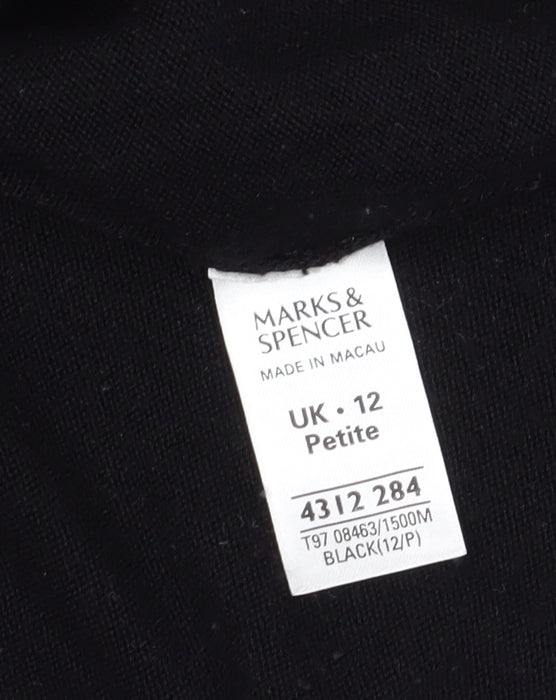 MARKS &
SPENCER
MADE IN MACAU
UK • 12
Petite
4312 284
T97 08463/1500M
BLACK(12/P)